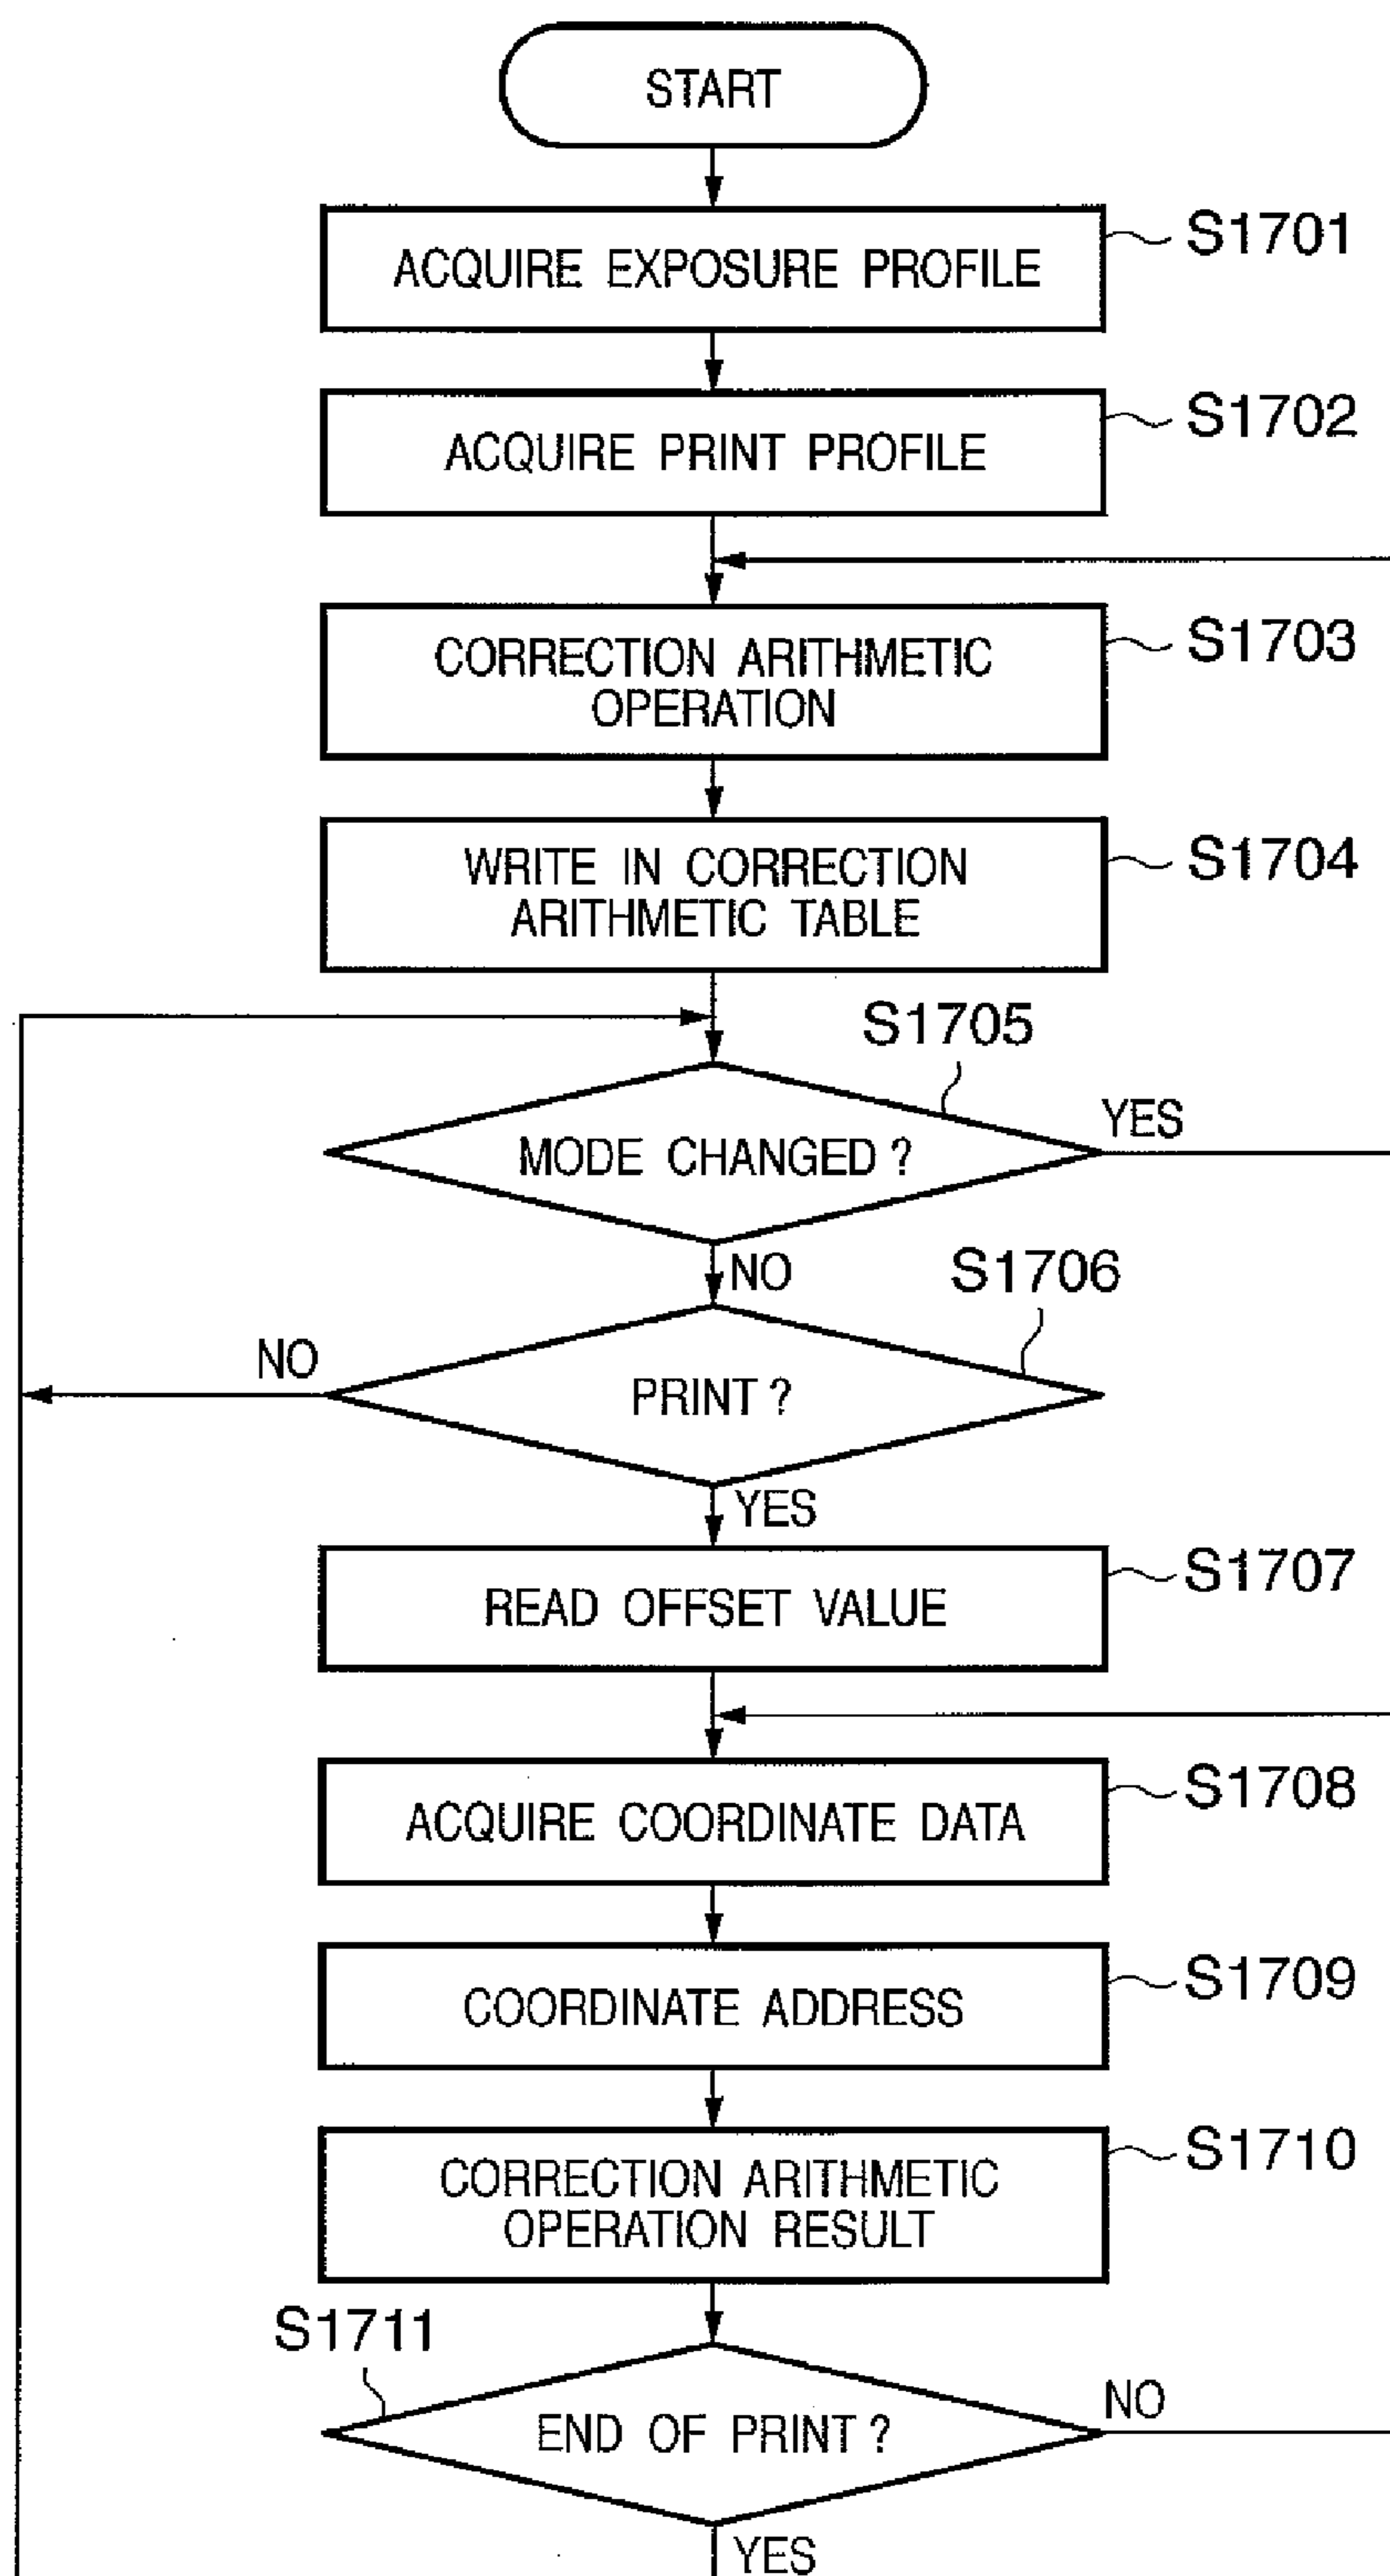 START
ACQUIRE EXPOSURE PROFILE
S1701
ACQUIRE PRINT PROFILE
S1702
CORRECTION ARITHMETIC
OPERATION
S1703
WRITE IN CORRECTION
ARITHMETIC TABLE
S1704
S1705
MODE CHANGED ?
YES
NO
S1706
NO
PRINT ?
YES
READ OFFSET VALUE
S1707
ACQUIRE COORDINATE DATA
S1708
COORDINATE ADDRESS
S1709
CORRECTION ARITHMETIC
OPERATION RESULT
S1710
S1711
END OF PRINT ?
NO
YES